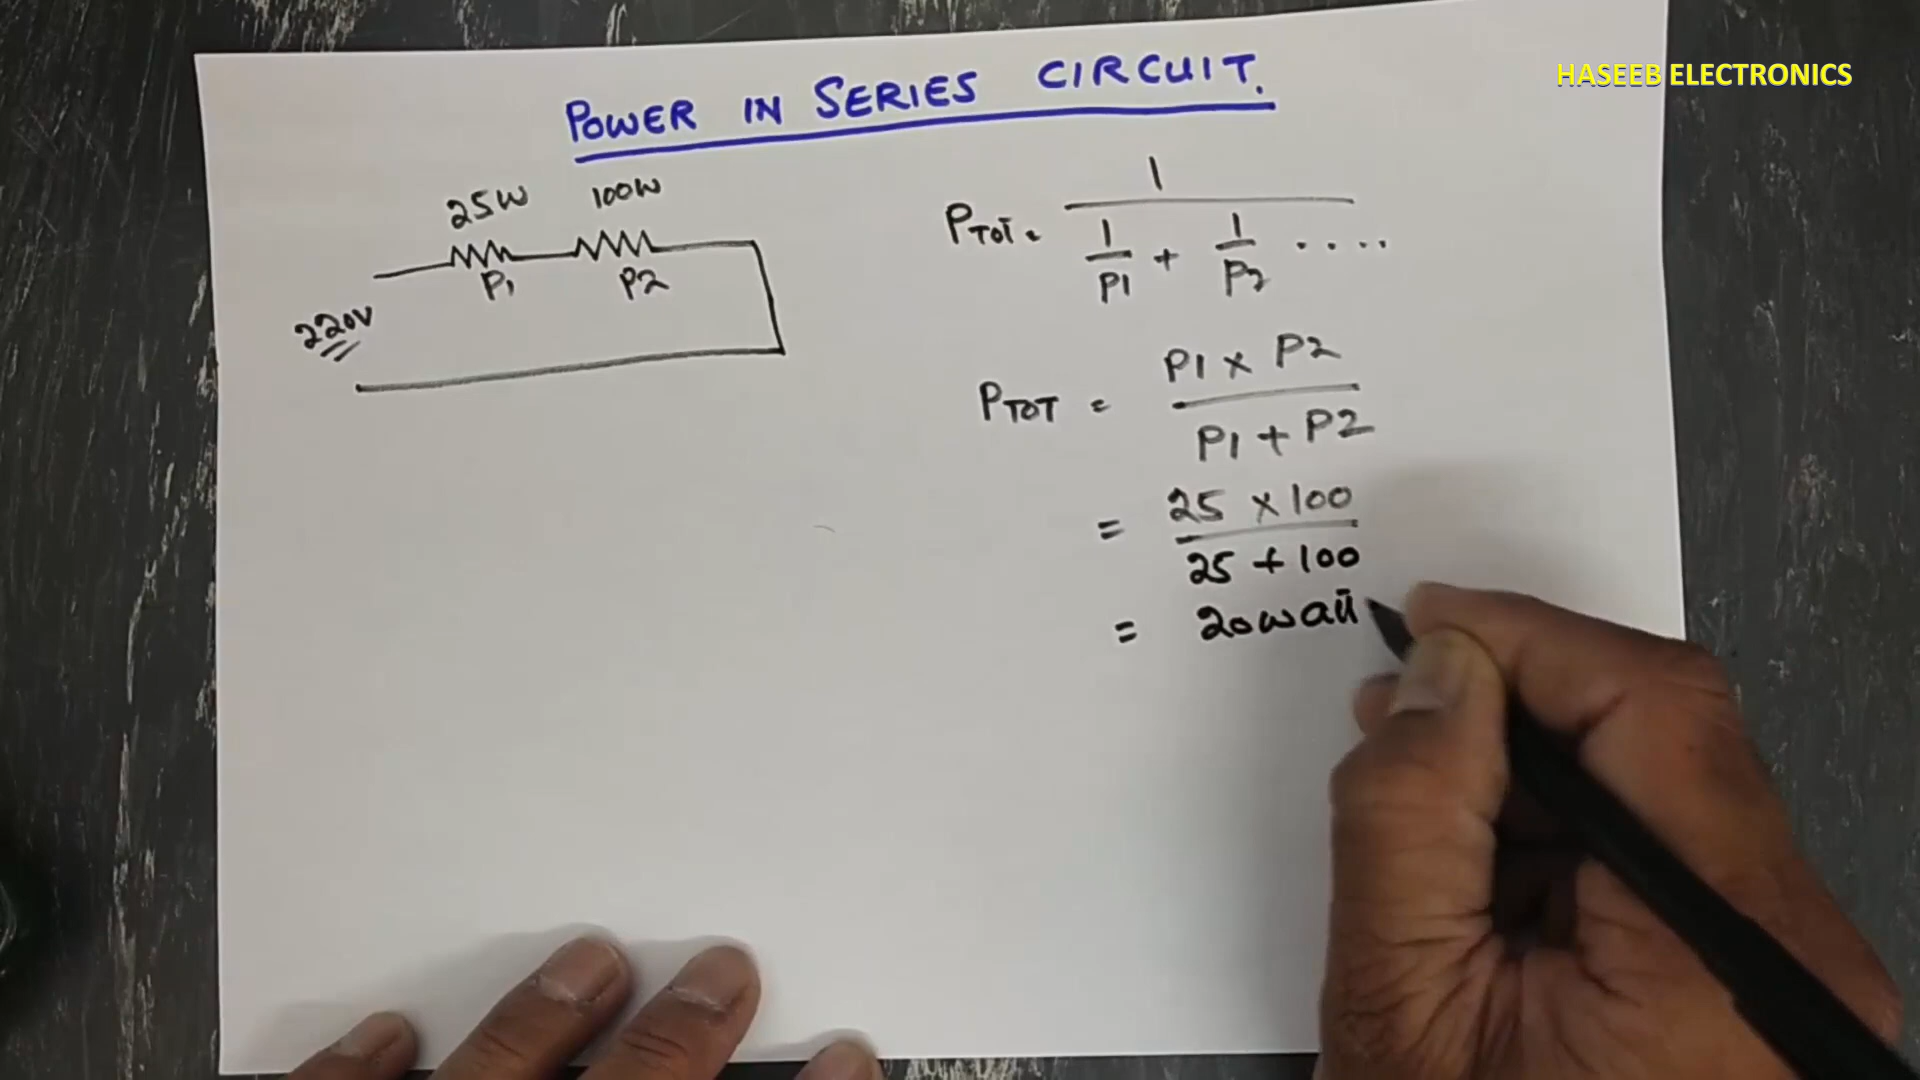 HASEEB ELECTRONICS
POWER IN SERIES CIRCUIT.
25W 100W
P1 P2
220V
PTOT = 1
1/P1 + 1/P2 ....
PTOT = P1 x P2
P1 + P2
= 25 x 100
25 + 100
= 20watt